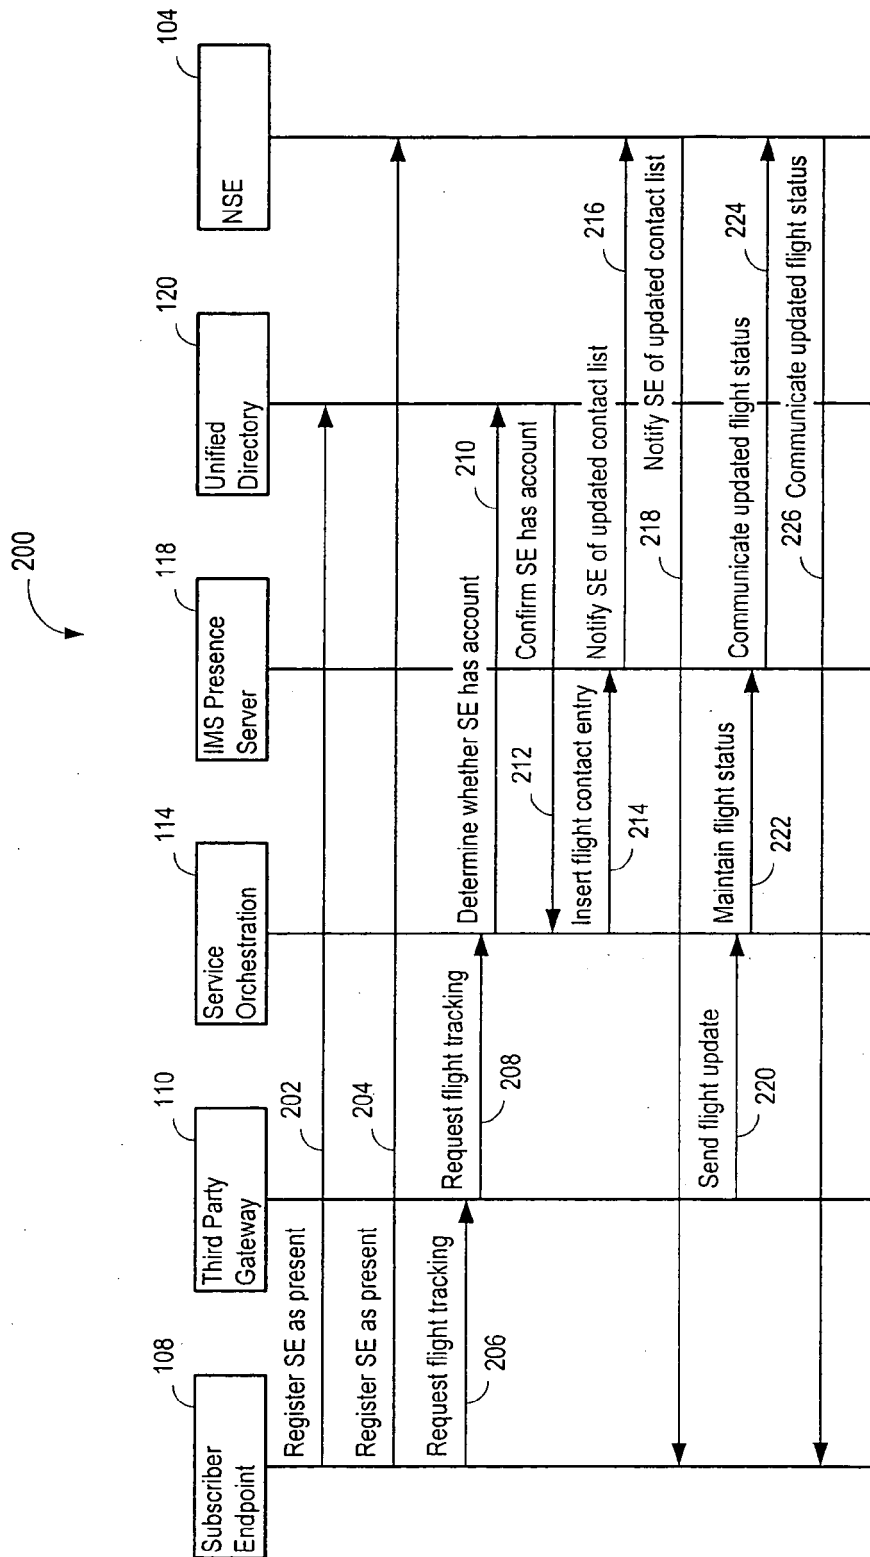 200
108
110
114
118
120
104
Subscriber
Endpoint
Third Party
Gateway
Service
Orchestration
IMS Presence
Server
Unified
Directory
NSE
Register SE as present
202
Register SE as present
204
Request flight tracking
206
Request flight tracking
208
Determine whether SE has account
210
Confirm SE has account
212
Insert flight contact entry
214
Notify SE of updated contact list
216
Notify SE of updated contact list
218
Send flight update
220
Maintain flight status
222
Communicate updated flight status
224
Communicate updated flight status
226